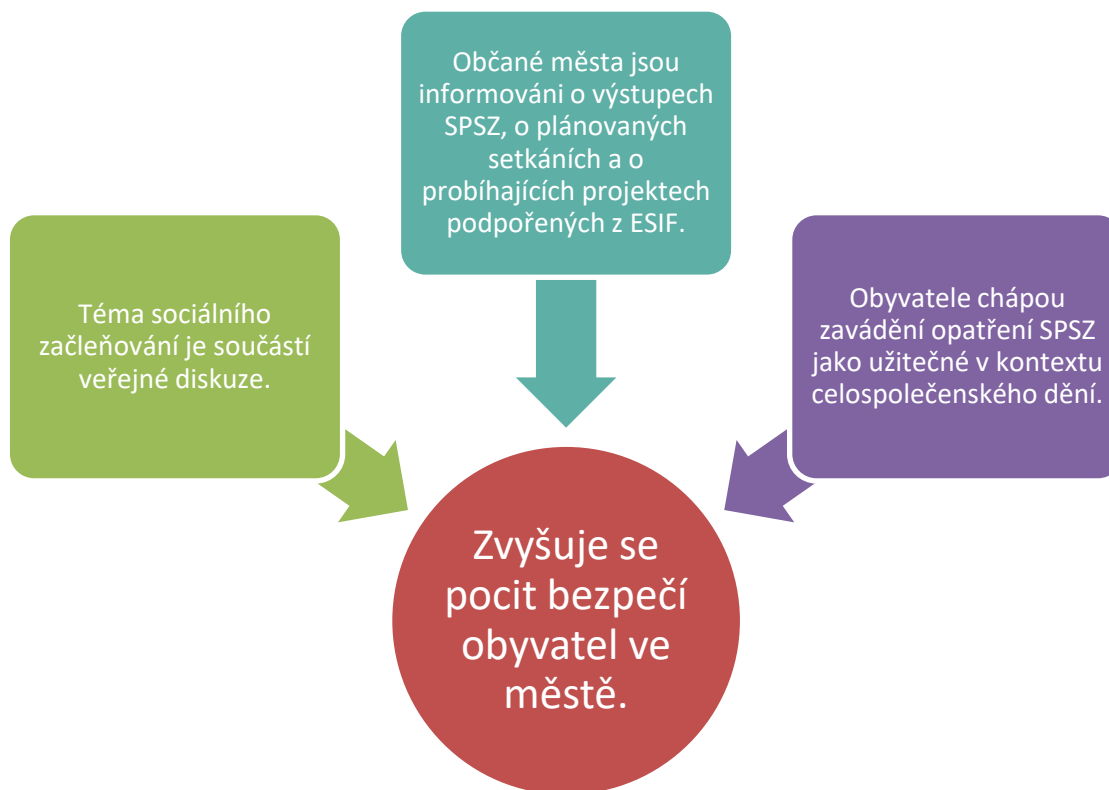 Občané města jsou
informováni o výstupech
SPSZ, o plánovaných
setkáních a o
probíhajících projektech
podpořených z ESIF.
Téma sociálního
začleňování je součástí
veřejné diskuze.
Obyvatele chápou
zavádění opatření SPSZ
jako užitečné v kontextu
celospolečenského dění.
Zvyšuje se
pocit bezpečí
obyvatel ve
městě.